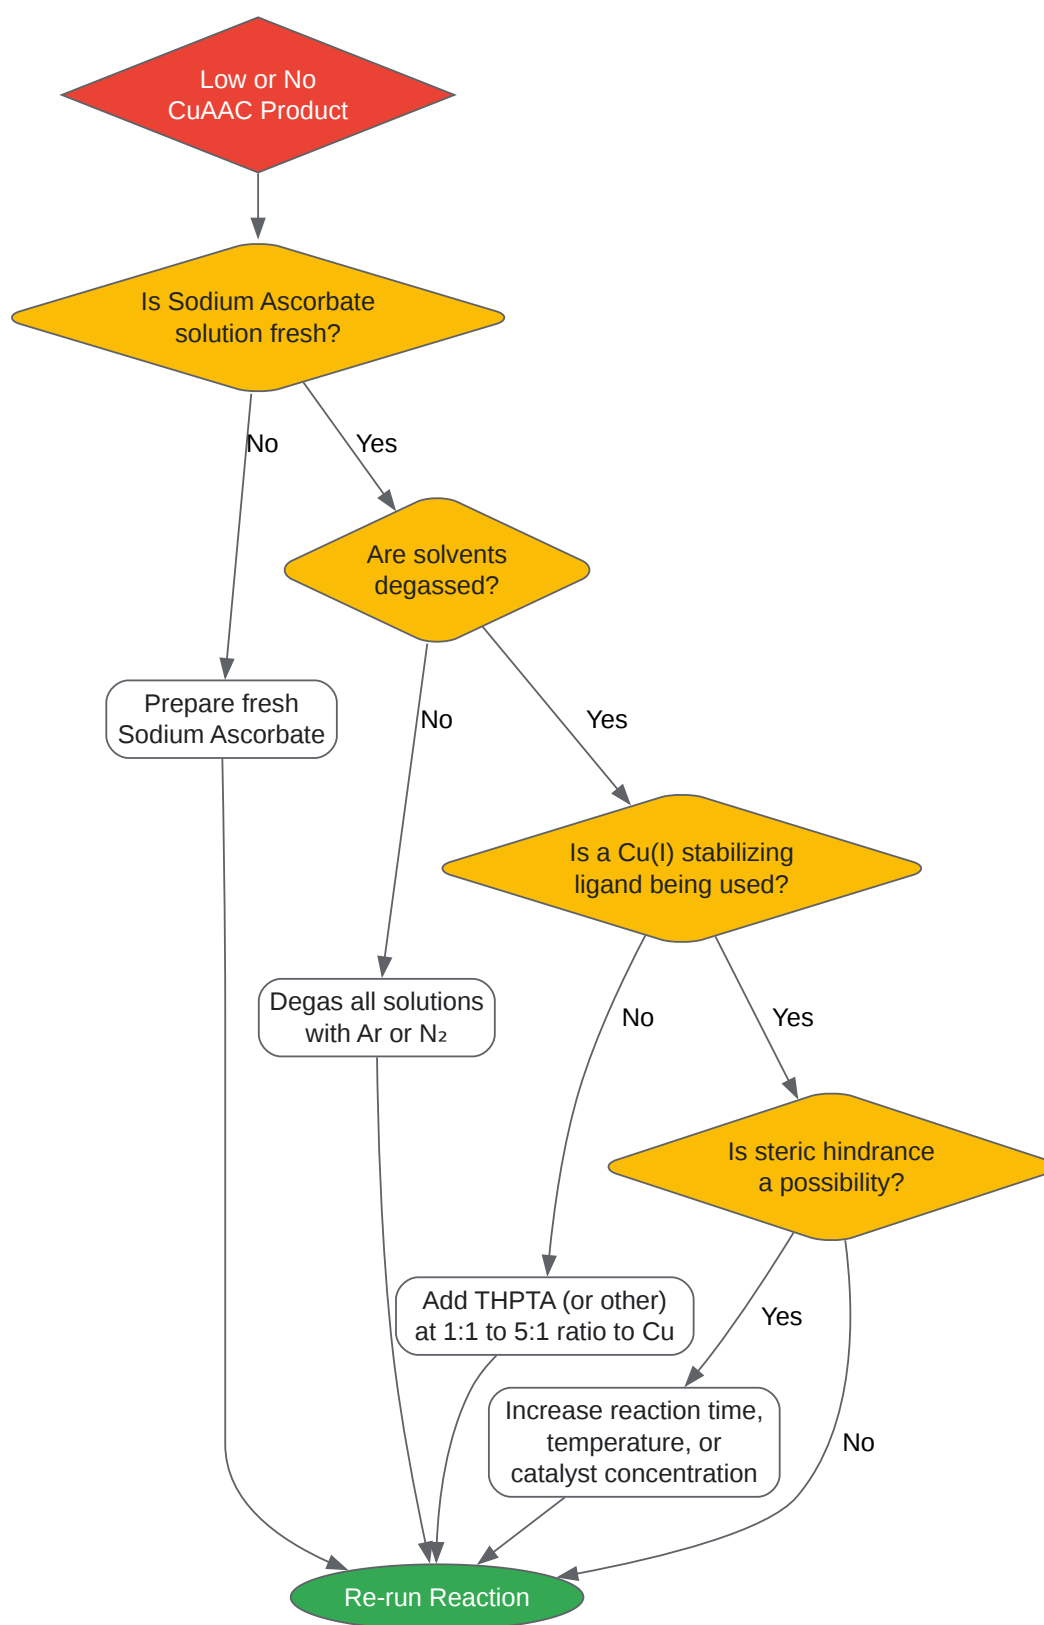 Low or No
CuAAC Product
Is Sodium Ascorbate
solution fresh?
No
Yes
Are solvents
degassed?
Prepare fresh
Sodium Ascorbate
No
Yes
Is a Cu(I) stabilizing
ligand being used?
Degas all solutions
with Ar or N₂
No
Yes
Is steric hindrance
a possibility?
Add THPTA (or other)
at 1:1 to 5:1 ratio to Cu
Yes
Increase reaction time,
temperature, or
catalyst concentration
No
Re-run Reaction